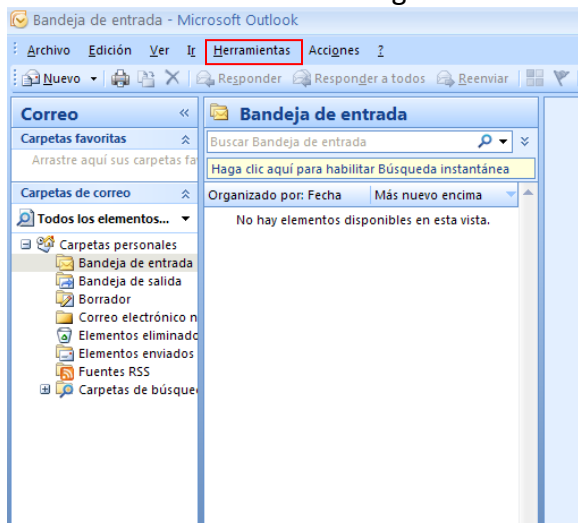 Bandeja de entrada - Microsoft Outlook
Archivo Edición Ver Ir Herramientas Acciones ?
Nuevo Responder Responder a todos Reenviar
Correo «
Bandeja de entrada
Carpetas favoritas
Buscar Bandeja de entrada
Arrastre aquí sus carpetas fa
Haga clic aquí para habilitar Búsqueda instantánea
Carpetas de correo
Organizado por: Fecha Más nuevo encima
Todos los elementos...
No hay elementos disponibles en esta vista.
Carpetas personales
Bandeja de entrada
Bandeja de salida
Borrador
Correo electrónico n
Elementos eliminado
Elementos enviados
Fuentes RSS
Carpetas de búsque